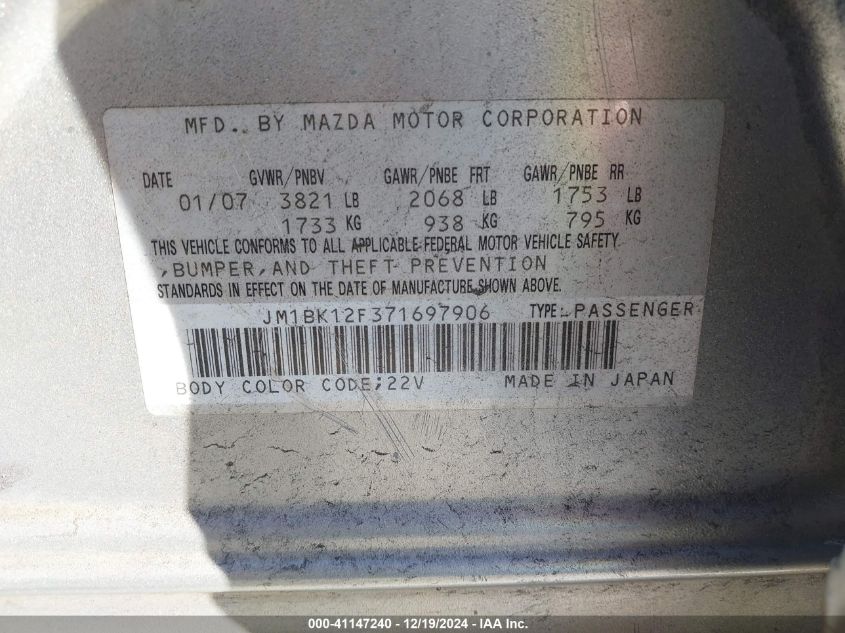 MFD.. BY MAZDA MOTOR CORPORATION
DATE GVWR/PNBV GAWR/PNBE FRT GAWR/PNBE RR
01/07 3821 LB 2068 LB 1753 LB
1733 KG 938 KG 795 KG
THIS VEHICLE CONFORMS TO ALL APPLICABLE FEDERAL MOTOR VEHICLE SAFETY
,BUMPER,AND THEFT PREVENTION
STANDARDS IN EFFECT ON THE DATE OF MANUFACTURE SHOWN ABOVE.
JM1BK12F371697906 TYPE: PASSENGER
BODY COLOR CODE;22V MADE IN JAPAN
000-41147240 - 12/19/2024 - IAA Inc.